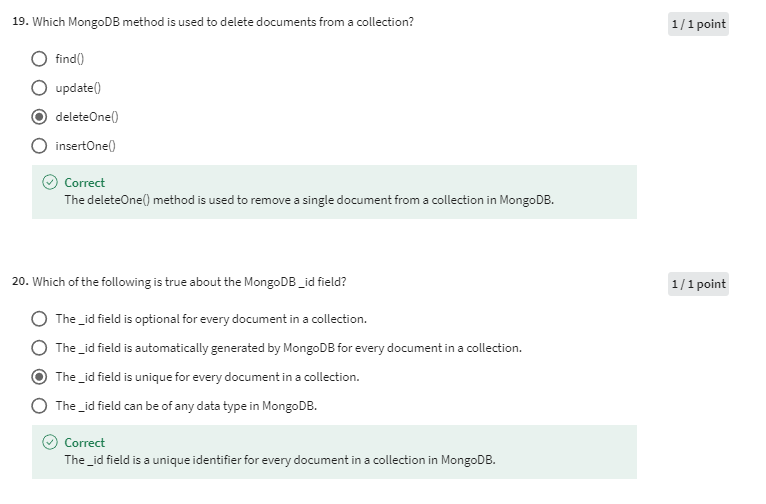 19. Which MongoDB method is used to delete documents from a collection?
1 / 1 point
find()
update()
deleteOne()
insertOne()
Correct
The deleteOne() method is used to remove a single document from a collection in MongoDB.
20. Which of the following is true about the MongoDB _id field?
1 / 1 point
The _id field is optional for every document in a collection.
The _id field is automatically generated by MongoDB for every document in a collection.
The _id field is unique for every document in a collection.
The _id field can be of any data type in MongoDB.
Correct
The _id field is a unique identifier for every document in a collection in MongoDB.